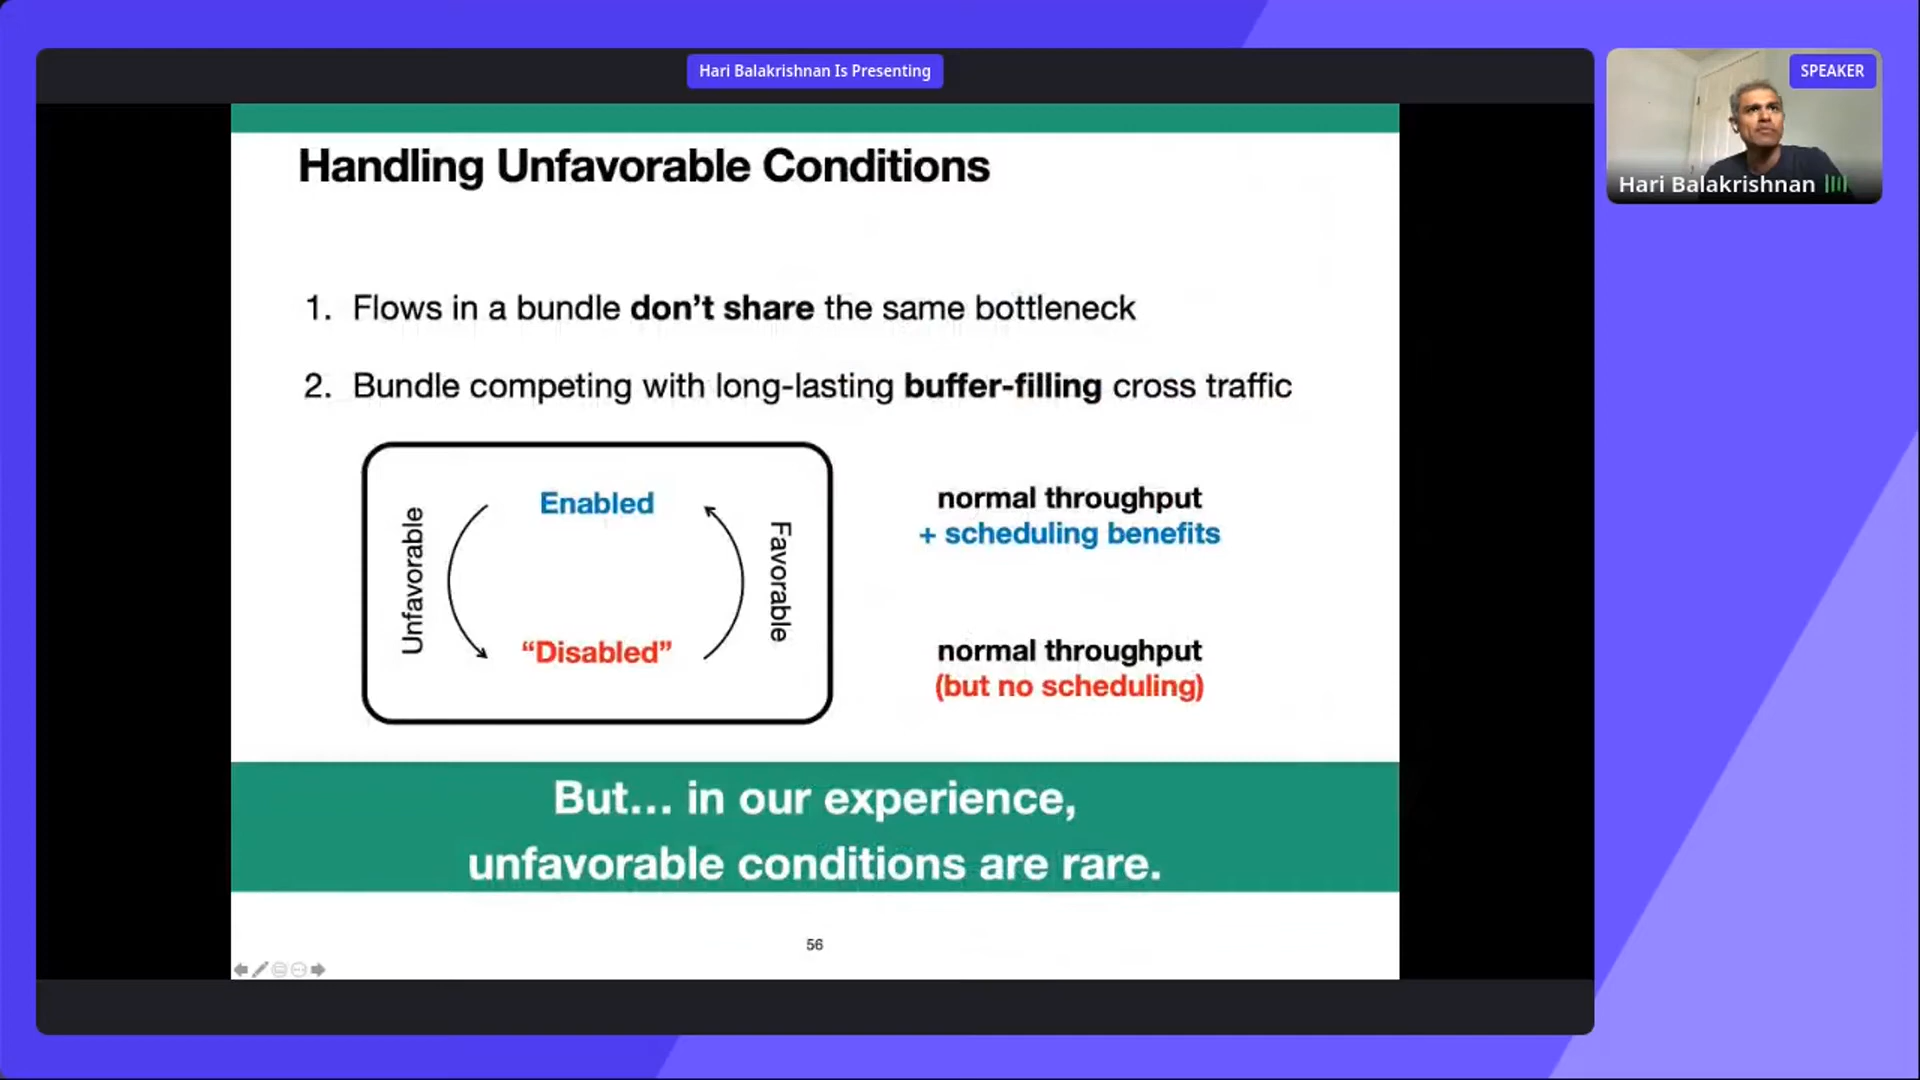 Hari Balakrishnan Is Presenting
SPEAKER
Hari Balakrishnan
Handling Unfavorable Conditions
1. Flows in a bundle don't share the same bottleneck
2. Bundle competing with long-lasting buffer-filling cross traffic
Unfavorable
Enabled
“Disabled”
Favorable
normal throughput
+ scheduling benefits
normal throughput
(but no scheduling)
But... in our experience,
unfavorable conditions are rare.
56